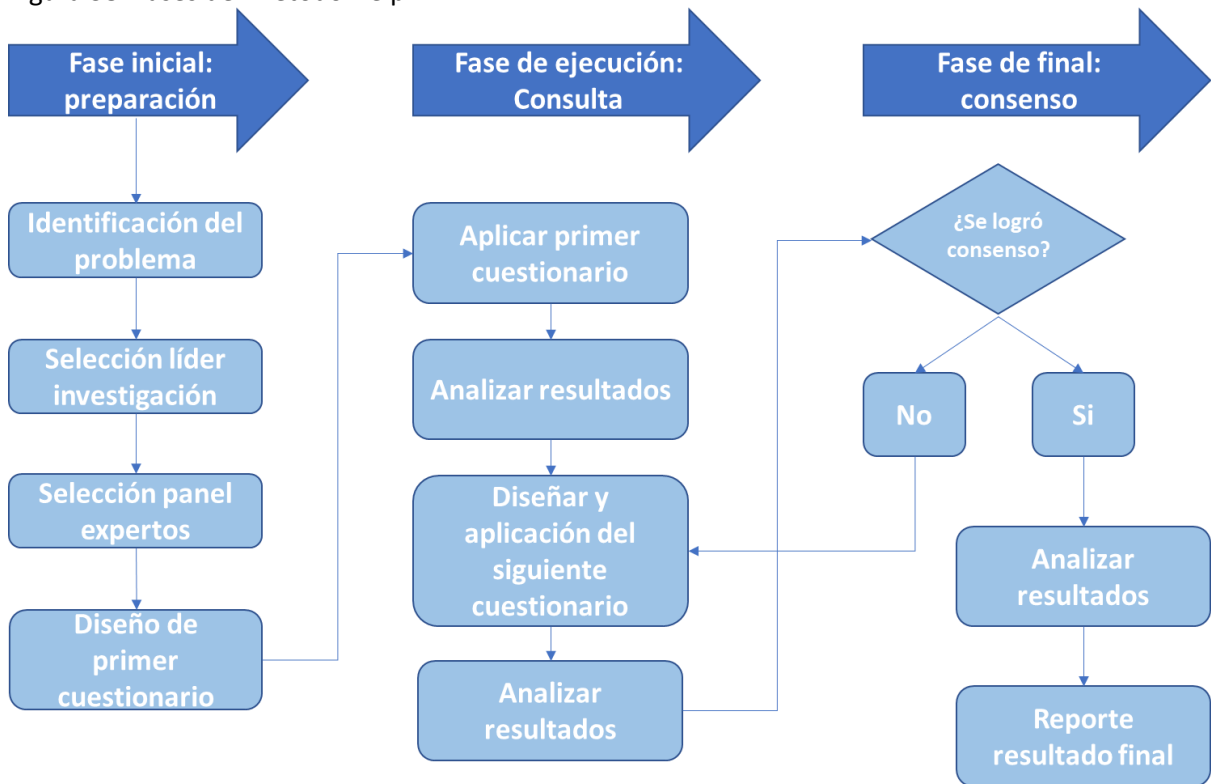 Fase inicial:
preparación
Identificación del
problema
Selección líder
investigación
Selección panel
expertos
Diseño de
primer
cuestionario
Fase de ejecución:
Consulta
Aplicar primer
cuestionario
Analizar resultados
Diseñar y
aplicación del
siguiente
cuestionario
Analizar
resultados
Fase de final:
consenso
¿Se logró
consenso?
No
Si
Analizar
resultados
Reporte
resultado final